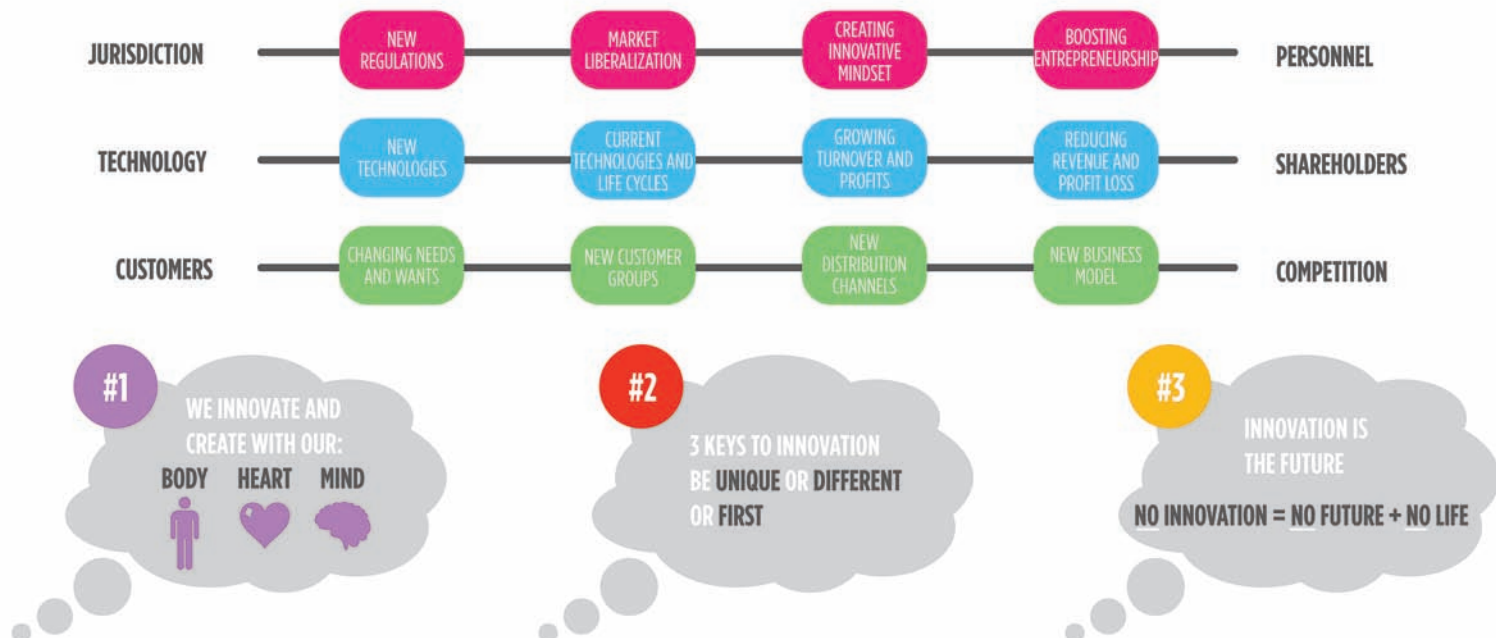 JURISDICTION
NEW
REGULATIONS
MARKET
LIBERALIZATION
CREATING
INNOVATIVE
MINDSET
BOOSTING
ENTREPRENEURSHIP
PERSONNEL
TECHNOLOGY
NEW
TECHNOLOGIES
CURRENT
TECHNOLOGIES AND
LIFE CYCLES
GROWING
TURNOVER AND
PROFITS
REDUCING
REVENUE AND
PROFIT LOSS
SHAREHOLDERS
CUSTOMERS
CHANGING NEEDS
AND WANTS
NEW CUSTOMER
GROUPS
NEW
DISTRIBUTION
CHANNELS
NEW BUSINESS
MODEL
COMPETITION
#1
WE INNOVATE AND
CREATE WITH OUR:
BODY HEART MIND
#2
3 KEYS TO INNOVATION
BE UNIQUE OR DIFFERENT
OR FIRST
#3
INNOVATION IS
THE FUTURE
NO INNOVATION = NO FUTURE + NO LIFE